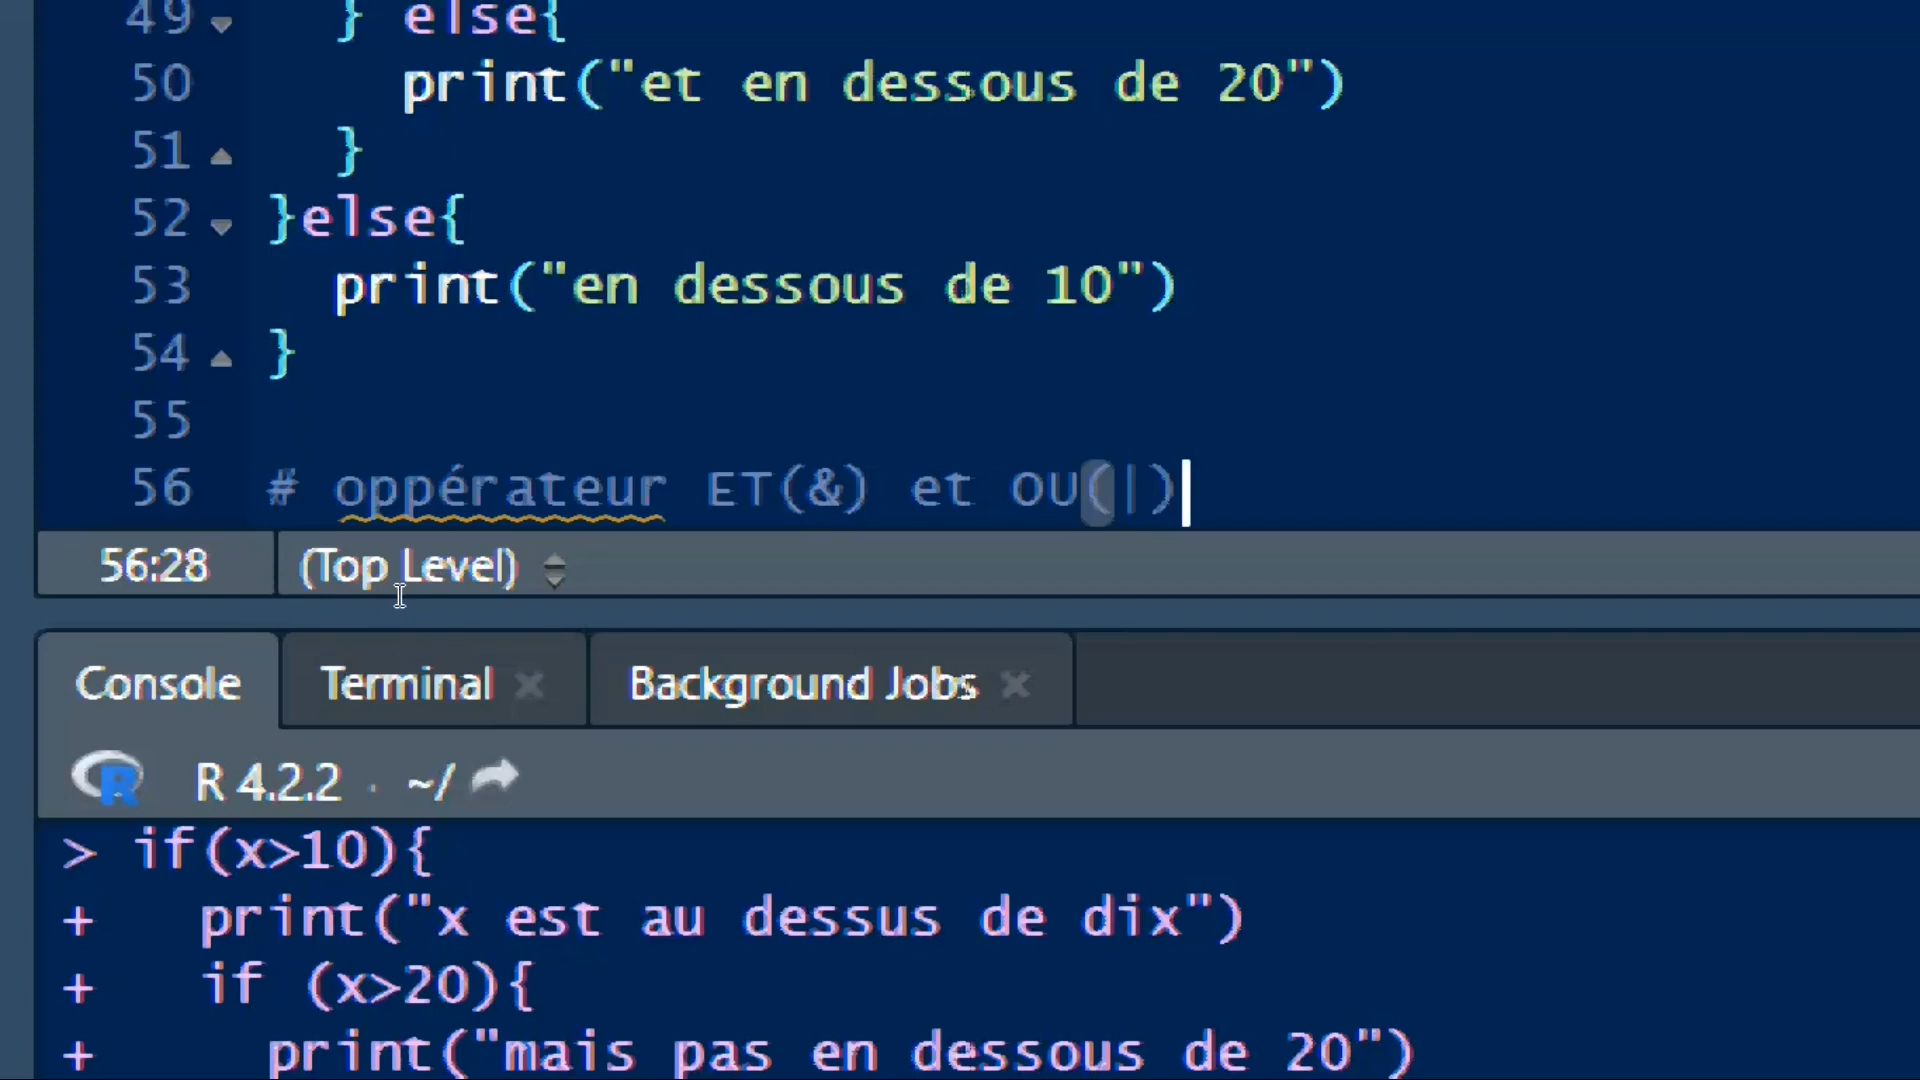 49 } else{
50 print("et en dessous de 20")
51 }
52 }else{
53 print("en dessous de 10")
54 }
55
56 # oppérateur ET(&) et OU(|)
56:28 (Top Level)
Console Terminal Background Jobs
R R 4.2.2 · ~/
> if(x>10){
+ print("x est au dessus de dix")
+ if (x>20){
+ print("mais pas en dessous de 20")